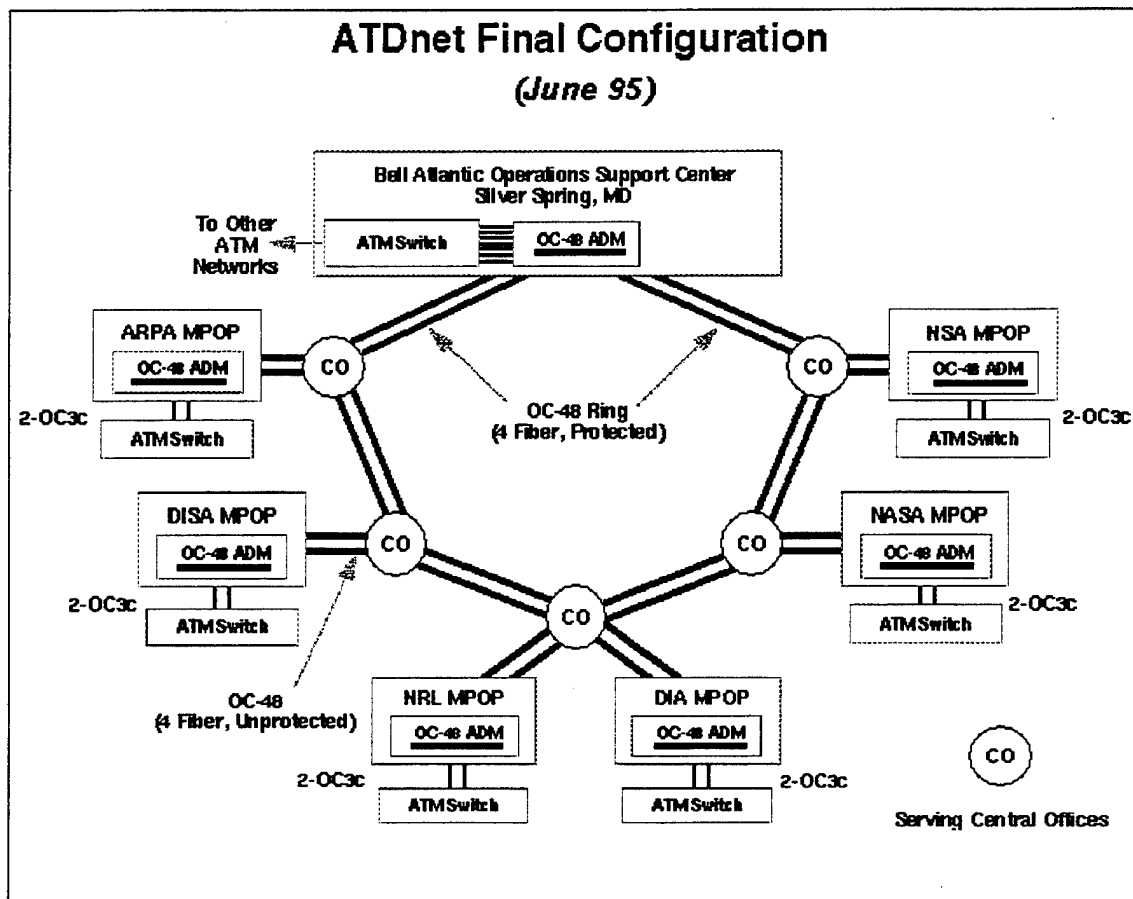 ATDnet Final Configuration
(June 95)
Bell Atlantic Operations Support Center
Silver Spring, MD
To Other
ATM
Networks
ATM Switch
OC-48 ADM
ARPA MPOP
OC-48 ADM
2-OC3c
ATM Switch
CO
CO
NSA MPOP
OC-48 ADM
2-OC3c
ATM Switch
OC-48 Ring
(4 Fiber, Protected)
DISA MPOP
OC-48 ADM
2-OC3c
ATM Switch
CO
CO
NASA MPOP
OC-48 ADM
2-OC3c
ATM Switch
CO
OC-48
(4 Fiber, Unprotected)
NRL MPOP
OC-48 ADM
2-OC3c
ATM Switch
DIA MPOP
OC-48 ADM
2-OC3c
ATM Switch
CO
Serving Central Offices